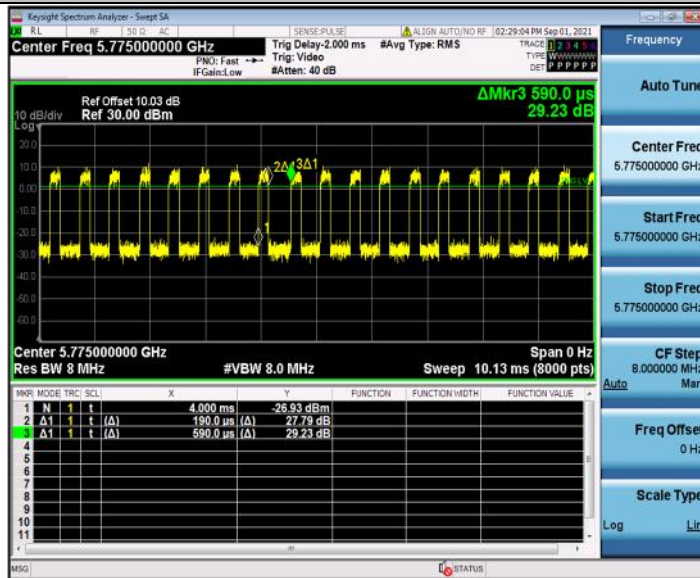 Keysight Spectrum Analyzer - Swept SA
RL RF 50 Ω AC SENSE:PULSE ALIGN AUTO/NO RF 02:29:04 PM Sep 01, 2021
Center Freq 5.775000000 GHz
PNO: Fast
IFGain:Low
Trig Delay-2.000 ms
Trig: Video
#Atten: 40 dB
#Avg Type: RMS
TRACE 1 2 3 4 5 6
TYPE WWWWWW
DET P P P P P P
ΔMkr3 590.0 µs
29.23 dB
Ref Offset 10.03 dB
10 dB/div Ref 30.00 dBm
Log
20.0
10.0
0.00
-10.0
-20.0
-30.0
-40.0
-50.0
-60.0
2Δ1
3Δ1
1
Center 5.775000000 GHz Span 0 Hz
Res BW 8 MHz #VBW 8.0 MHz Sweep 10.13 ms (8000 pts)
MKR MODE TRC SCL X Y FUNCTION FUNCTION WIDTH FUNCTION VALUE
1 N 1 t 4.000 ms -26.93 dBm
2 Δ1 1 t (Δ) 190.0 µs (Δ) 27.79 dB
3 Δ1 1 t (Δ) 590.0 µs (Δ) 29.23 dB
4
5
6
7
8
9
10
11
MSG STATUS
Frequency
Auto Tune
Center Freq
5.775000000 GHz
Start Freq
5.775000000 GHz
Stop Freq
5.775000000 GHz
CF Step
8.000000 MHz
Auto Man
Freq Offset
0 Hz
Scale Type
Log Lin